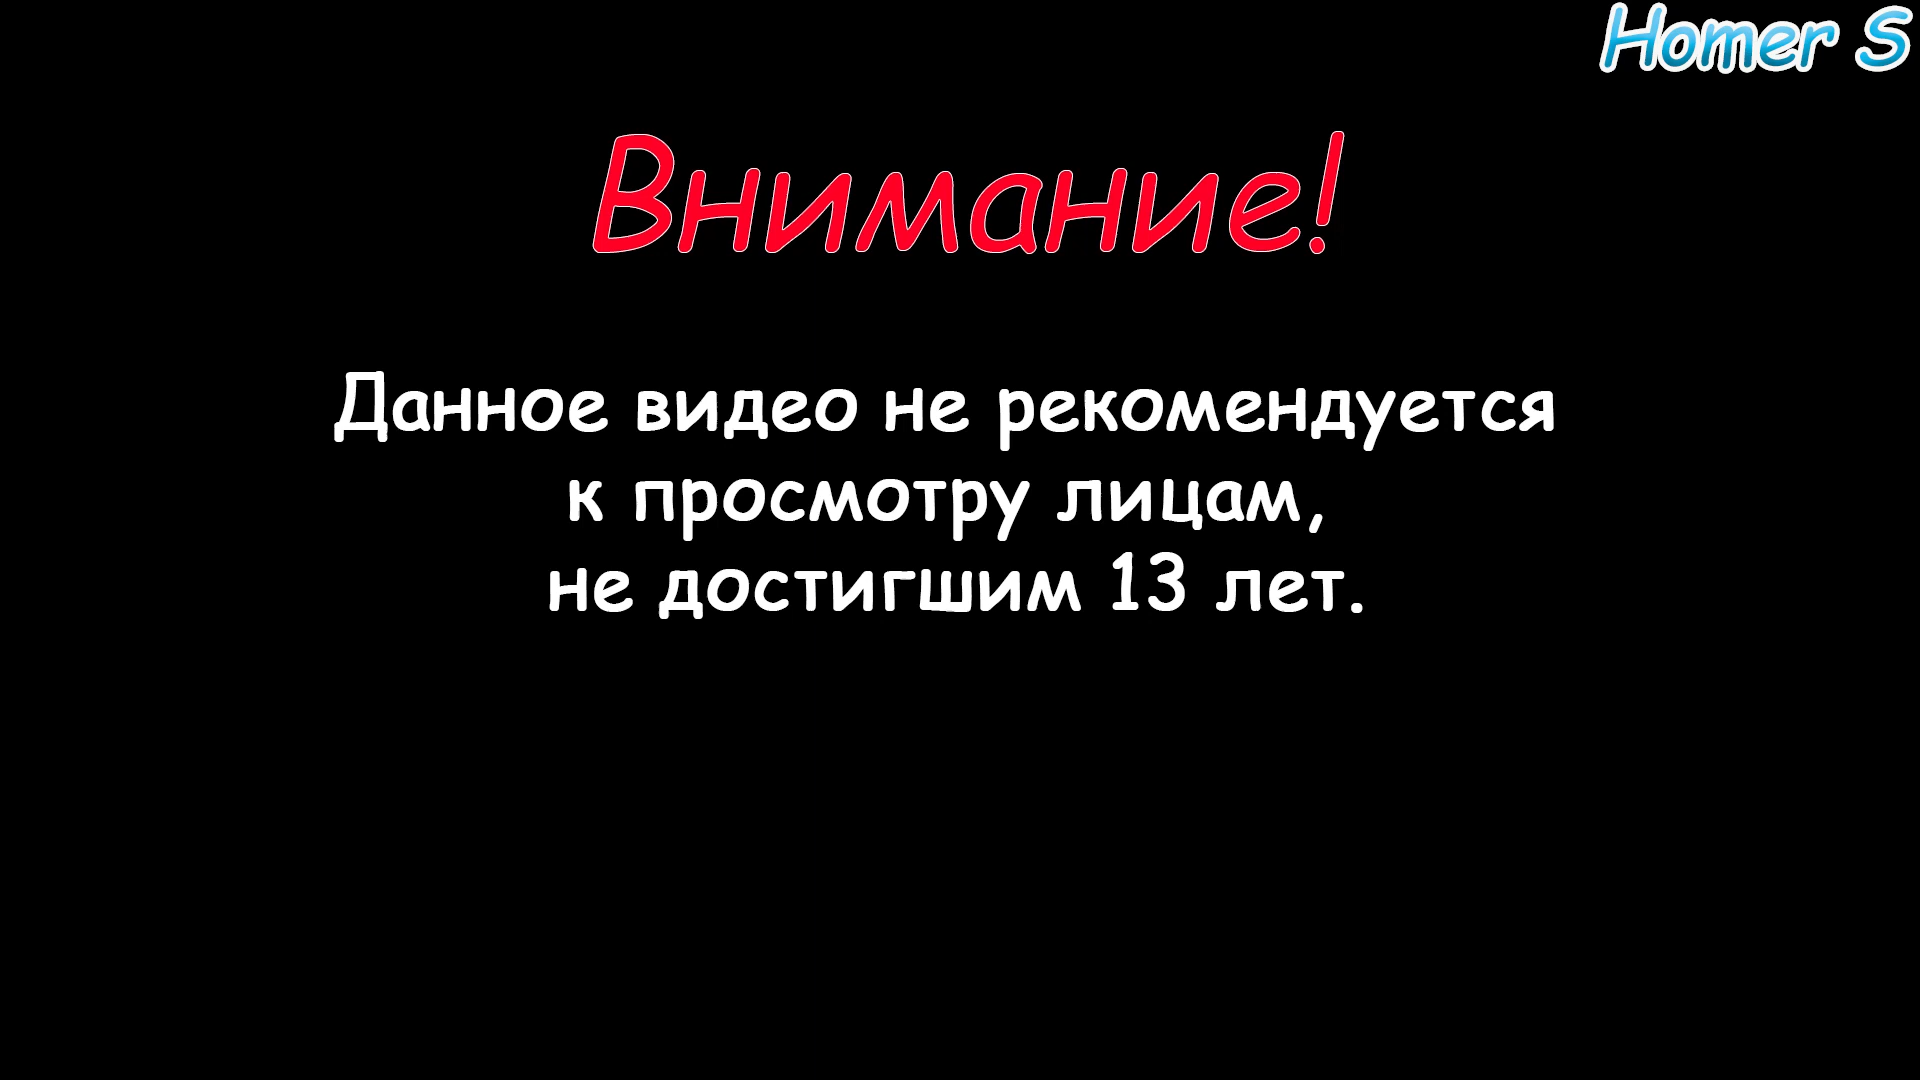 Homer S
Внимание!
Данное видео не рекомендуется
к просмотру лицам,
не достигшим 13 лет.